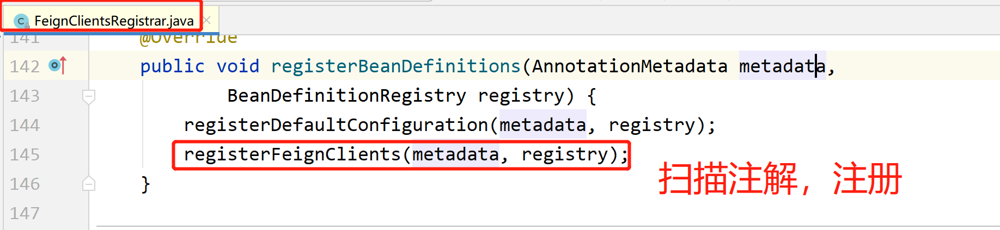 FeignClientsRegistrar.java
141 @Override
142 public void registerBeanDefinitions(AnnotationMetadata metadata,
143 BeanDefinitionRegistry registry) {
144 registerDefaultConfiguration(metadata, registry);
145 registerFeignClients(metadata, registry);
扫描注解，注册
146 }
147